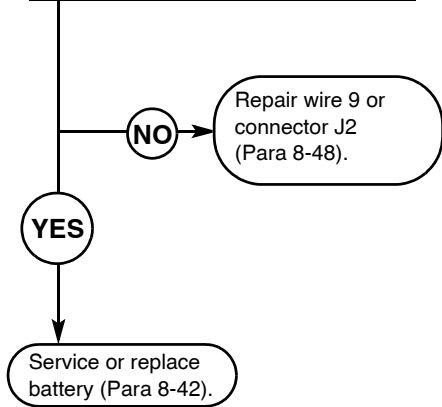 NO
Repair wire 9 or
connector J2
(Para 8-48).
YES
Service or replace
battery (Para 8-42).